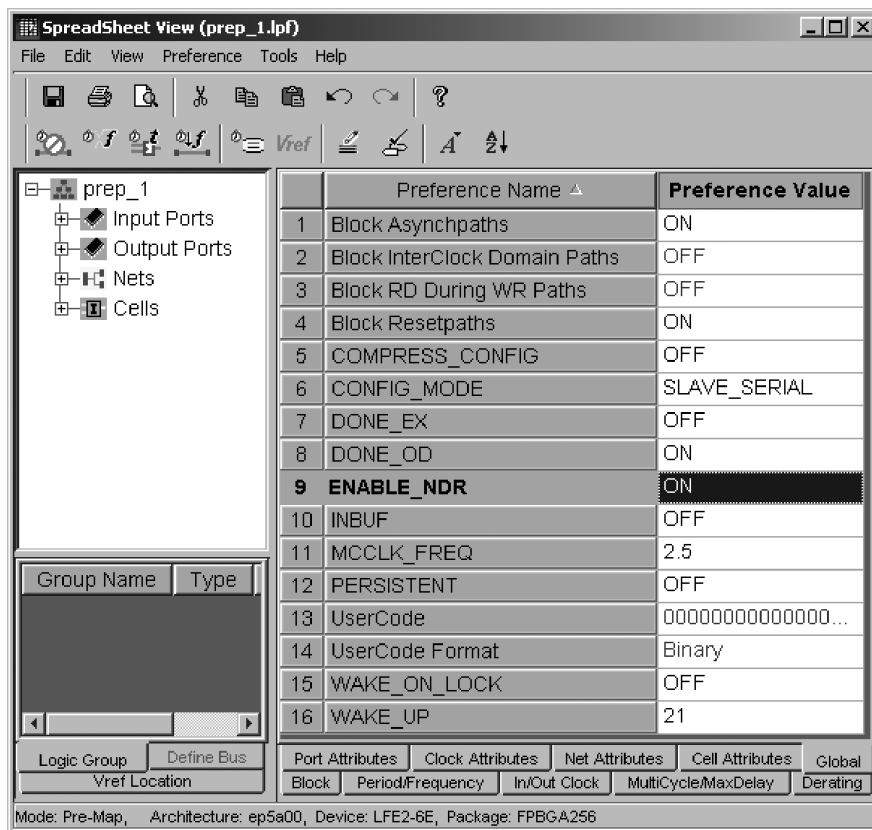 SpreadSheet View (prep_1.lpf)
File Edit View Preference Tools Help
Vref
prep_1
Input Ports
Output Ports
Nets
Cells
Group Name Type
Logic Group Define Bus
Vref Location
Preference Name Preference Value
1 Block Asynchpaths ON
2 Block InterClock Domain Paths OFF
3 Block RD During WR Paths OFF
4 Block Resetpaths ON
5 COMPRESS_CONFIG OFF
6 CONFIG_MODE SLAVE_SERIAL
7 DONE_EX OFF
8 DONE_OD ON
9 ENABLE_NDR ON
10 INBUF OFF
11 MCCLK_FREQ 2.5
12 PERSISTENT OFF
13 UserCode 00000000000000...
14 UserCode Format Binary
15 WAKE_ON_LOCK OFF
16 WAKE_UP 21
Port Attributes Clock Attributes Net Attributes Cell Attributes Global
Block Period/Frequency In/Out Clock MultiCycle/MaxDelay Derating
Mode: Pre-Map, Architecture: ep5a00, Device: LFE2-6E, Package: FPBGA256